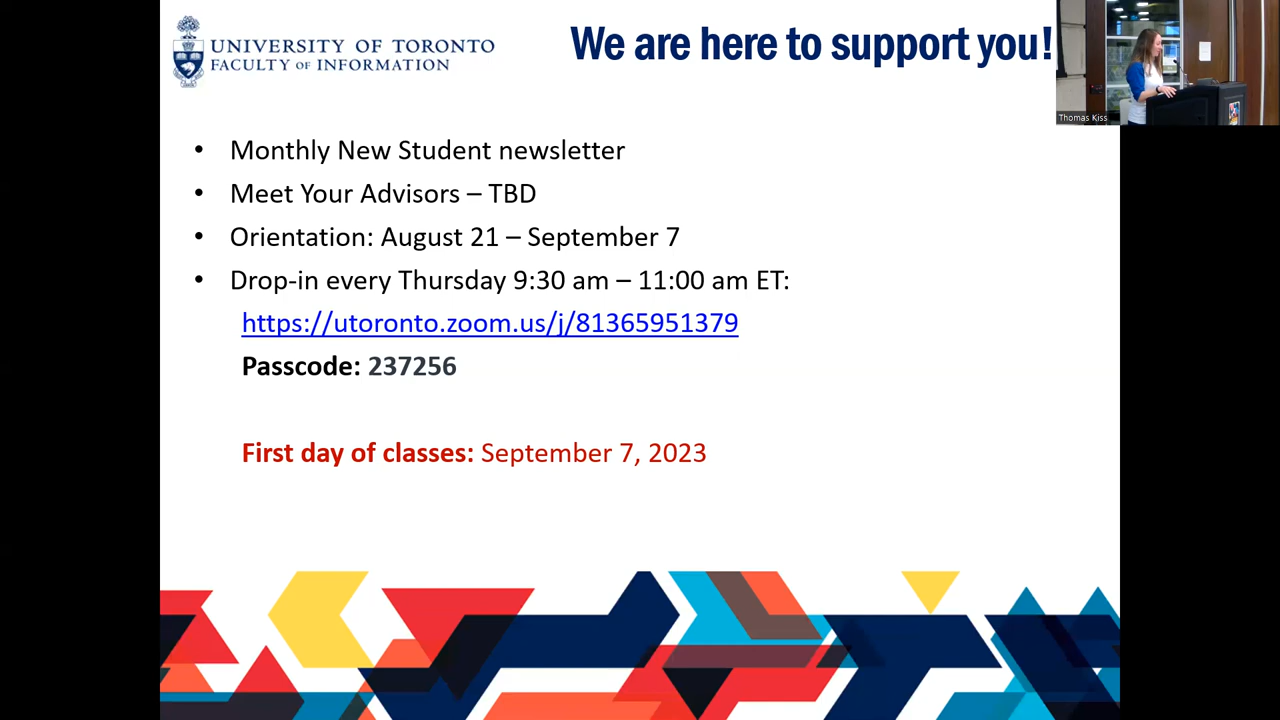 UNIVERSITY OF TORONTO
FACULTY OF INFORMATION
We are here to support you!
Thomas Kiss
• Monthly New Student newsletter
• Meet Your Advisors – TBD
• Orientation: August 21 – September 7
• Drop-in every Thursday 9:30 am – 11:00 am ET:
https://utoronto.zoom.us/j/81365951379
Passcode: 237256
First day of classes: September 7, 2023